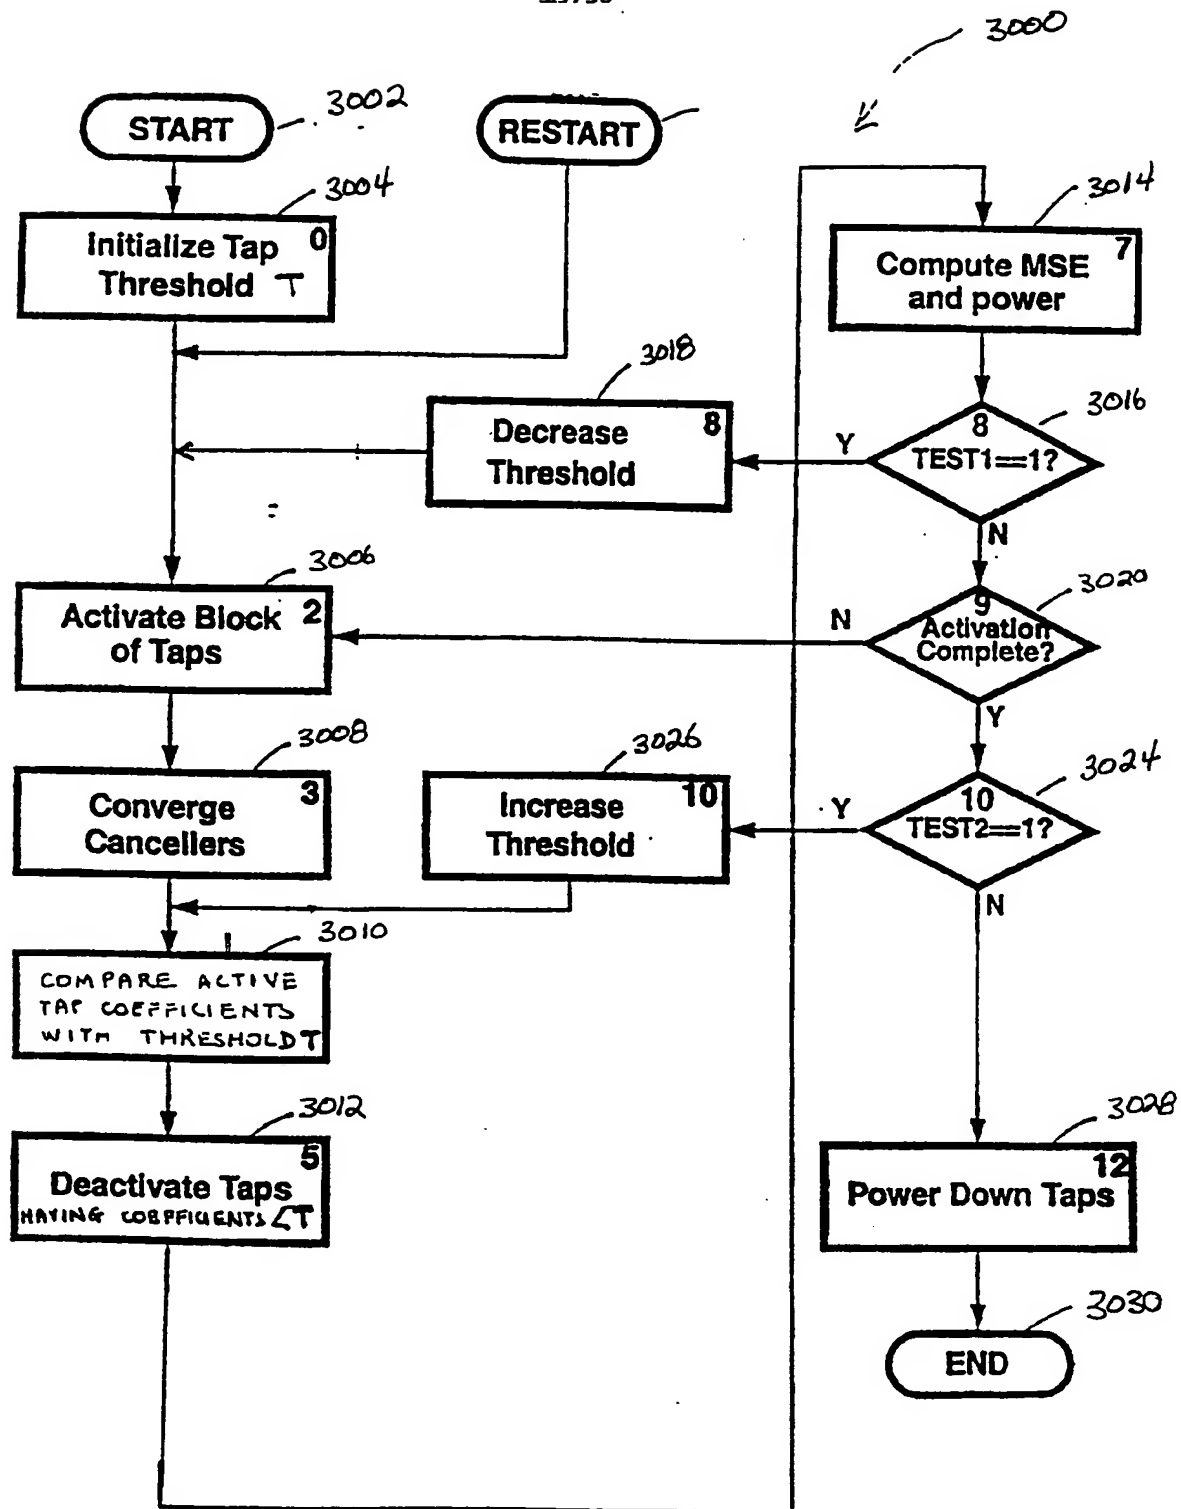 3000
START
3002
RESTART
3004
0
Initialize Tap
Threshold T
3014
7
Compute MSE
and power
3018
8
Decrease
Threshold
3016
8
TEST1==1?
Y
N
3006
Activate Block 2
of Taps
3020
9
Activation
Complete?
N
Y
3008
3
Converge
Cancellers
3026
10
Increase
Threshold
3024
10
TEST2==1?
Y
N
3010
COMPARE ACTIVE
TAP COEFFICIENTS
WITH THRESHOLD T
3012
5
Deactivate Taps
HAVING COEFFICIENTS <T
3028
12
Power Down Taps
3030
END